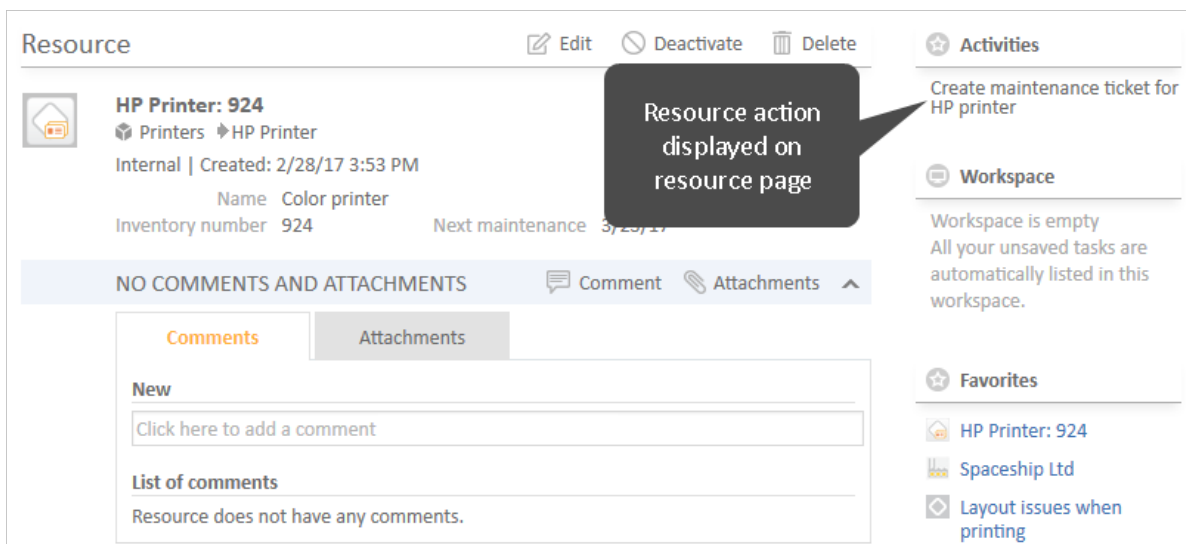 Resource
Edit
Deactivate
Delete
HP Printer: 924
Printers HP Printer
Internal | Created: 2/28/17 3:53 PM
Name Color printer
Inventory number 924
Next maintenance
Resource action
displayed on
resource page
NO COMMENTS AND ATTACHMENTS
Comment
Attachments
Comments
Attachments
New
Click here to add a comment
List of comments
Resource does not have any comments.
Activities
Create maintenance ticket for
HP printer
Workspace
Workspace is empty
All your unsaved tasks are
automatically listed in this
workspace.
Favorites
HP Printer: 924
Spaceship Ltd
Layout issues when
printing